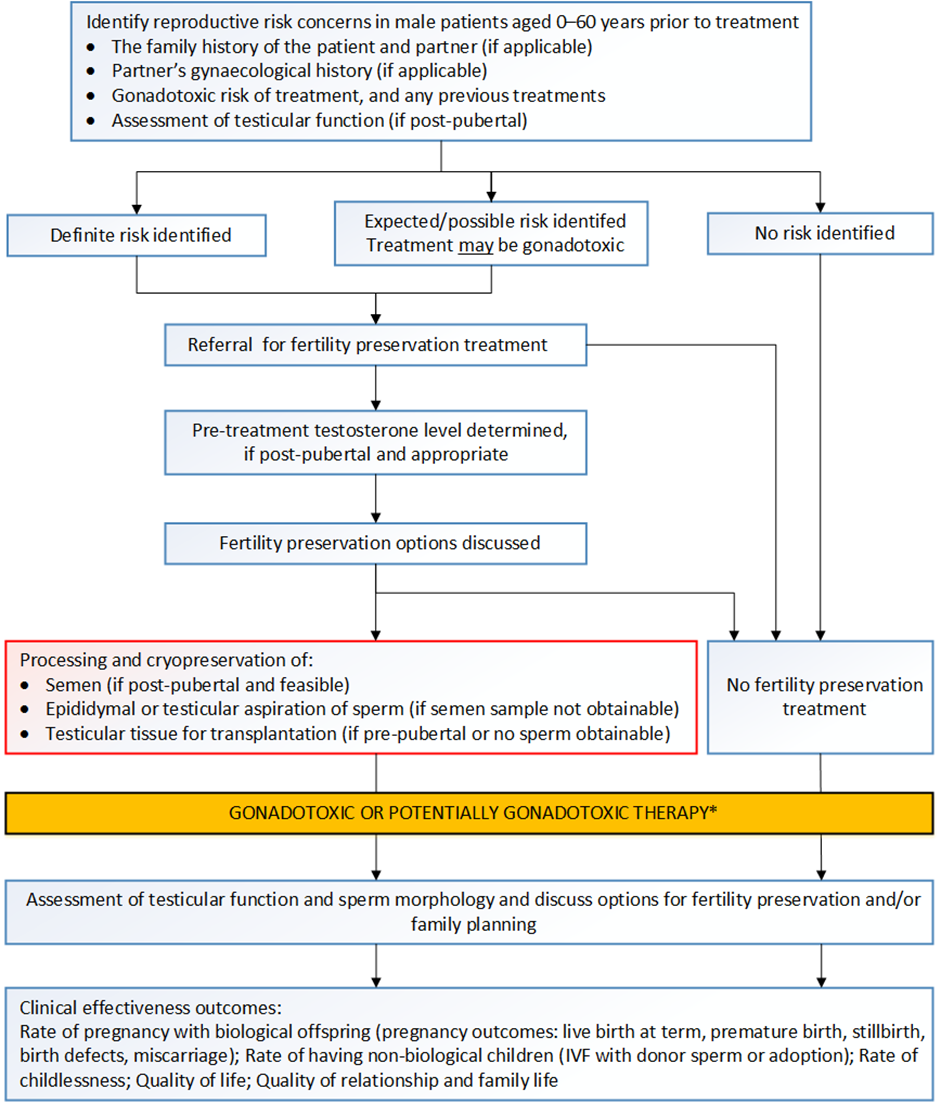 Identify reproductive risk concerns in male patients aged 0–60 years prior to treatment
• The family history of the patient and partner (if applicable)
• Partner's gynaecological history (if applicable)
• Gonadotoxic risk of treatment, and any previous treatments
• Assessment of testicular function (if post-pubertal)
Definite risk identified
Expected/possible risk identifed
Treatment may be gonadotoxic
No risk identified
Referral for fertility preservation treatment
Pre-treatment testosterone level determined,
if post-pubertal and appropriate
Fertility preservation options discussed
Processing and cryopreservation of:
• Semen (if post-pubertal and feasible)
• Epididymal or testicular aspiration of sperm (if semen sample not obtainable)
• Testicular tissue for transplantation (if pre-pubertal or no sperm obtainable)
No fertility preservation
treatment
GONADOTOXIC OR POTENTIALLY GONADOTOXIC THERAPY*
Assessment of testicular function and sperm morphology and discuss options for fertility preservation and/or
family planning
Clinical effectiveness outcomes:
Rate of pregnancy with biological offspring (pregnancy outcomes: live birth at term, premature birth, stillbirth,
birth defects, miscarriage); Rate of having non-biological children (IVF with donor sperm or adoption); Rate of
childlessness; Quality of life; Quality of relationship and family life